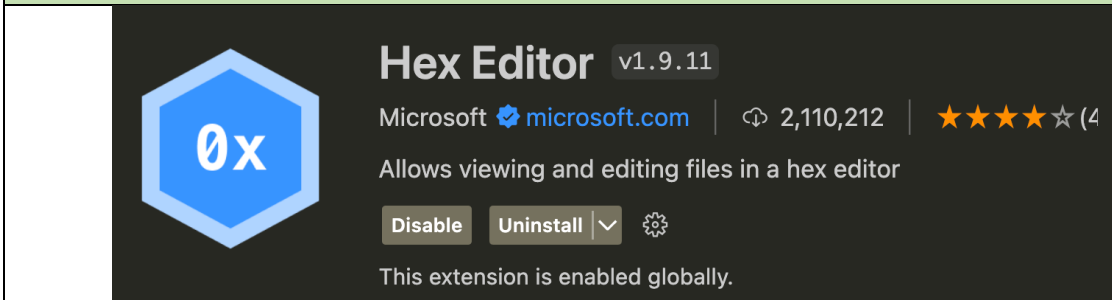 0x
Hex Editor v1.9.11
Microsoft microsoft.com 2,110,212 (4
Allows viewing and editing files in a hex editor
Disable Uninstall
This extension is enabled globally.